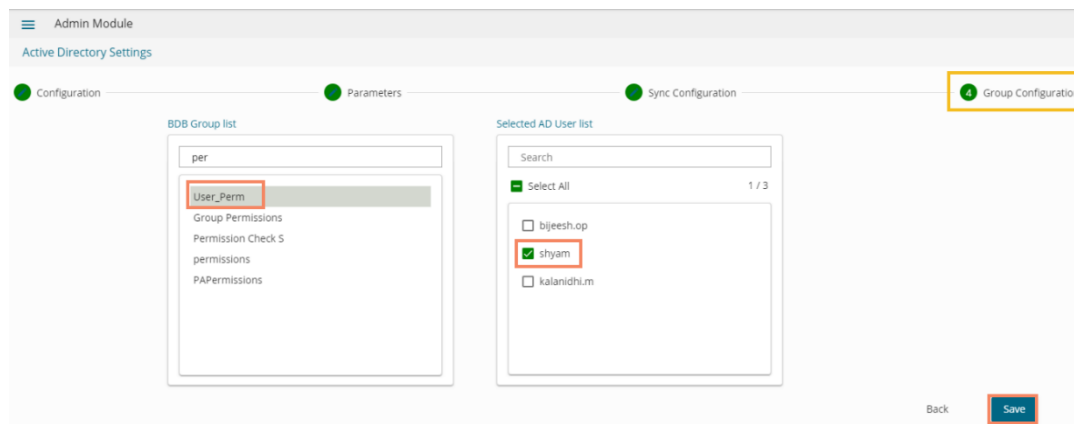 Admin Module
Active Directory Settings
Configuration
Parameters
Sync Configuration
4 Group Configuratio
BDB Group list
Selected AD User list
per
Search
Select All
1 / 3
User_Perm
Group Permissions
Permission Check S
permissions
PAPermissions
bijeesh.op
shyam
kalanidhi.m
Back
Save